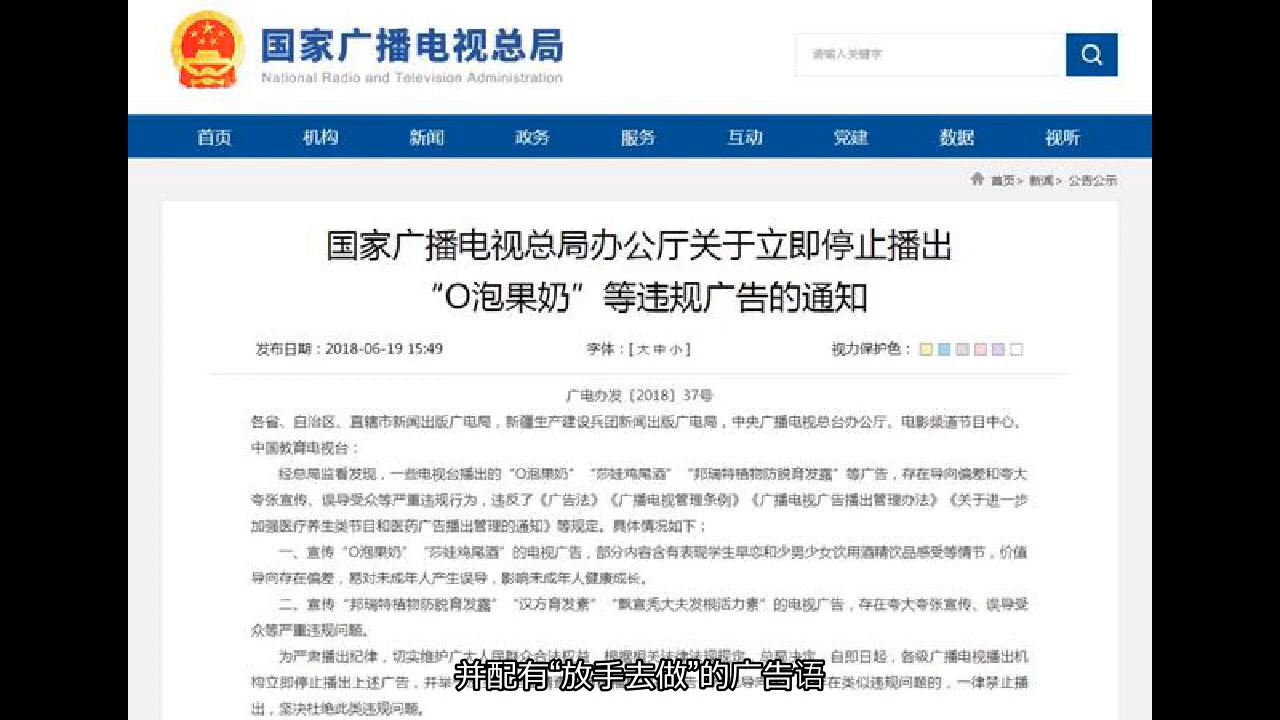 国家广播电视总局
National Radio and Television Administration
请输入关键字
首页 机构 新闻 政务 服务 互动 党建 数据 视听
首页> 新闻> 公告公示
国家广播电视总局办公厅关于立即停止播出
“O泡果奶”等违规广告的通知
发布日期：2018-06-19 15:49 字体：[ 大 中 小 ] 视力保护色：
广电办发〔2018〕37号
各省、自治区、直辖市新闻出版广电局，新疆生产建设兵团新闻出版广电局，中央广播电视总台办公厅、电影频道节目中心、
中国教育电视台：
经总局监看发现，一些电视台播出的“O泡果奶”“莎娃鸡尾酒”“邦瑞特植物防脱育发露”等广告，存在导向偏差和夸大
夸张宣传、误导受众等严重违规行为，违反了《广告法》《广播电视管理条例》《广播电视广告播出管理办法》《关于进一步
加强医疗养生类节目和医药广告播出管理的通知》等规定。具体情况如下：
一、宣传“O泡果奶”“莎娃鸡尾酒”的电视广告，部分内容含有表现学生早恋和少男少女饮用酒精饮品感受等情节，价值
导向存在偏差，易对未成年人产生误导，影响未成年人健康成长。
二、宣传“邦瑞特植物防脱育发露”“汉方育发素”“飘宣秃大夫发根活力素”的电视广告，存在夸大夸张宣传、误导受
众等严重违规问题。
为严肃播出纪律，切实维护广大人民群众合法权益，根据相关法律法规规定，总局决定，自即日起，各级广播电视播出机
构立即停止播出上述广告，并举 在类似违规问题的，一律禁止播
出，坚决杜绝此类违规问题。
并配有“放手去做”的广告语